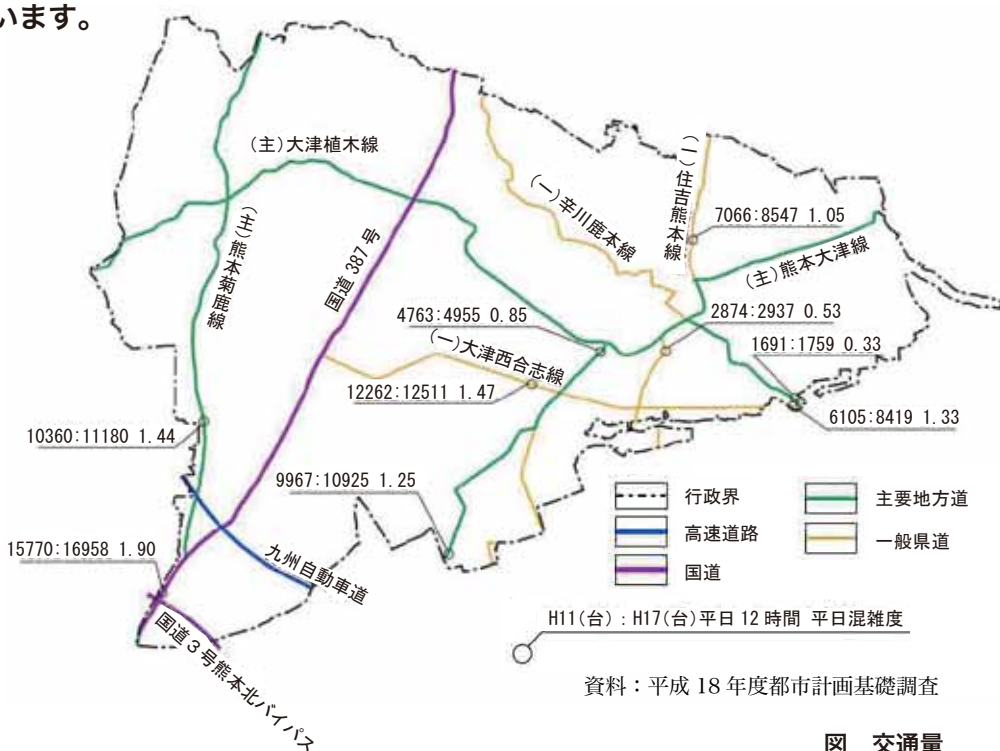 います。
(主)大津植木線
(一)住吉熊本線
(一)辛川鹿本線
7066:8547 1.05
(主)熊本菊鹿線
国道387号
(主)熊本大津線
4763:4955 0.85
2874:2937 0.53
(一)大津西合志線
1691:1759 0.33
12262:12511 1.47
6105:8419 1.33
10360:11180 1.44
9967:10925 1.25
行政界
主要地方道
高速道路
一般県道
国道
15770:16958 1.90
九州自動車道
国道3号熊本北バイパス
H11(台):H17(台)平日12時間 平日混雑度
資料:平成18年度都市計画基礎調査
図 交通量